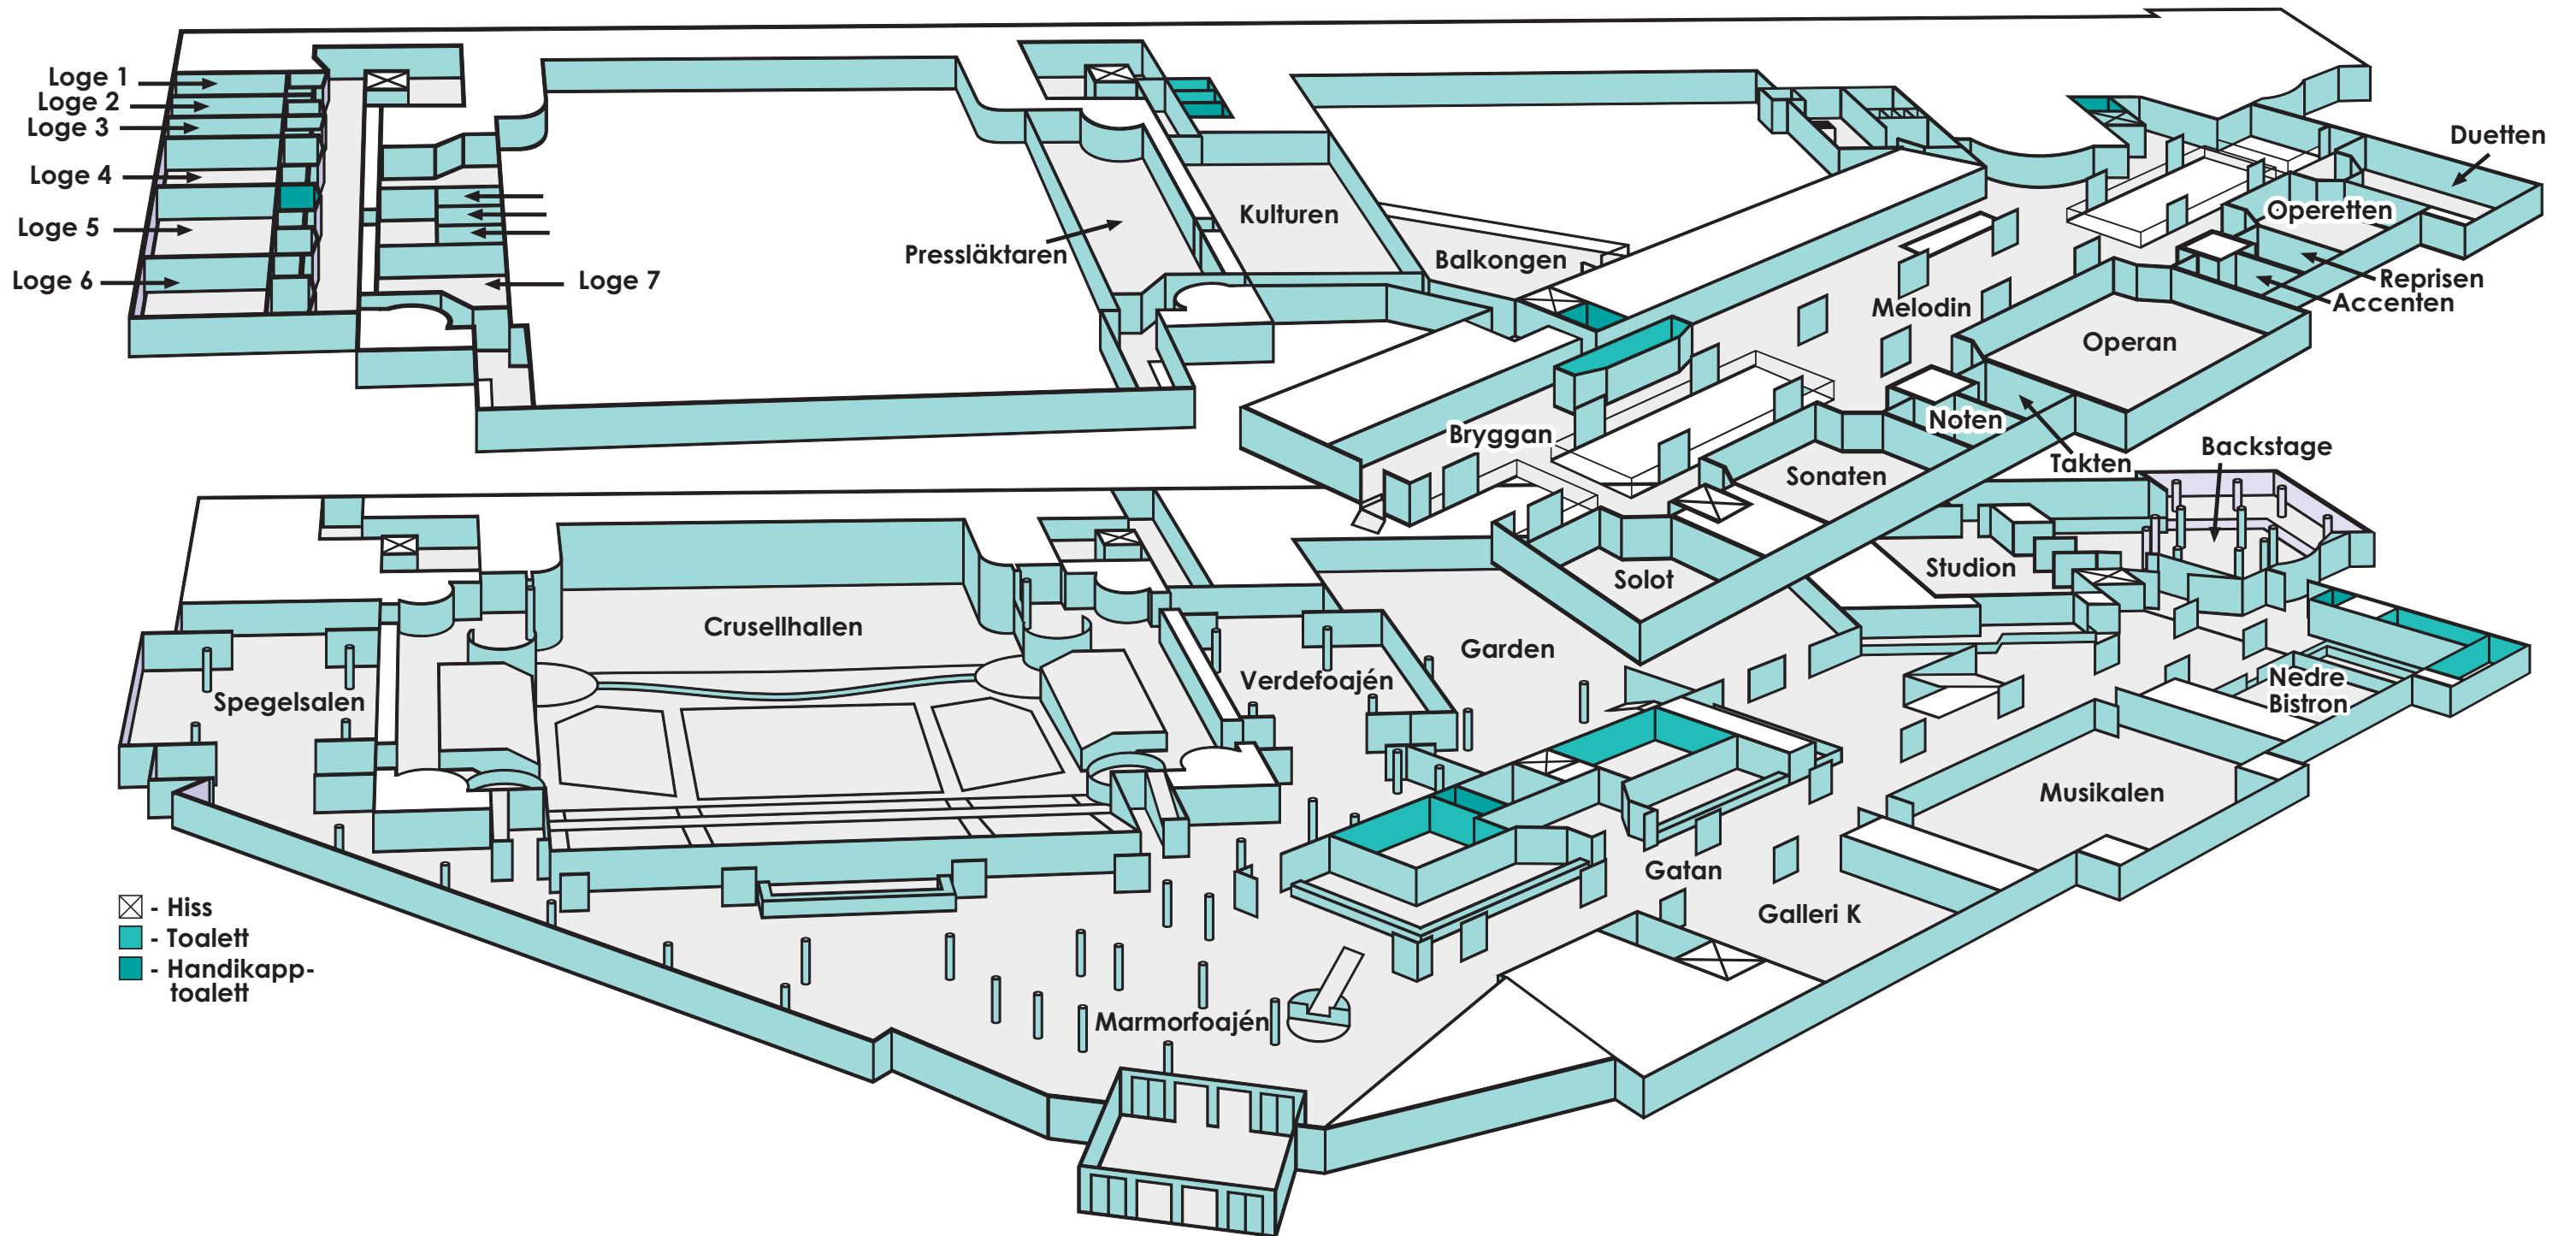 Loge 1
Loge 2
Loge 3
Loge 4
Loge 5
Loge 6
Loge 7
Pressläktaren
Kulturen
Balkongen
Duetten
Operetten
Reprisen
Accenten
Melodin
Operan
Bryggan
Noten
Takten
Sonaten
Backstage
Solot
Studion
Crusellhallen
Garden
Verdefoajén
Spegelsalen
Nedre
Bistron
Musikalen
Gatan
Galleri K
Marmorfoajén
- Hiss
- Toalett
- Handikapp-
toalett